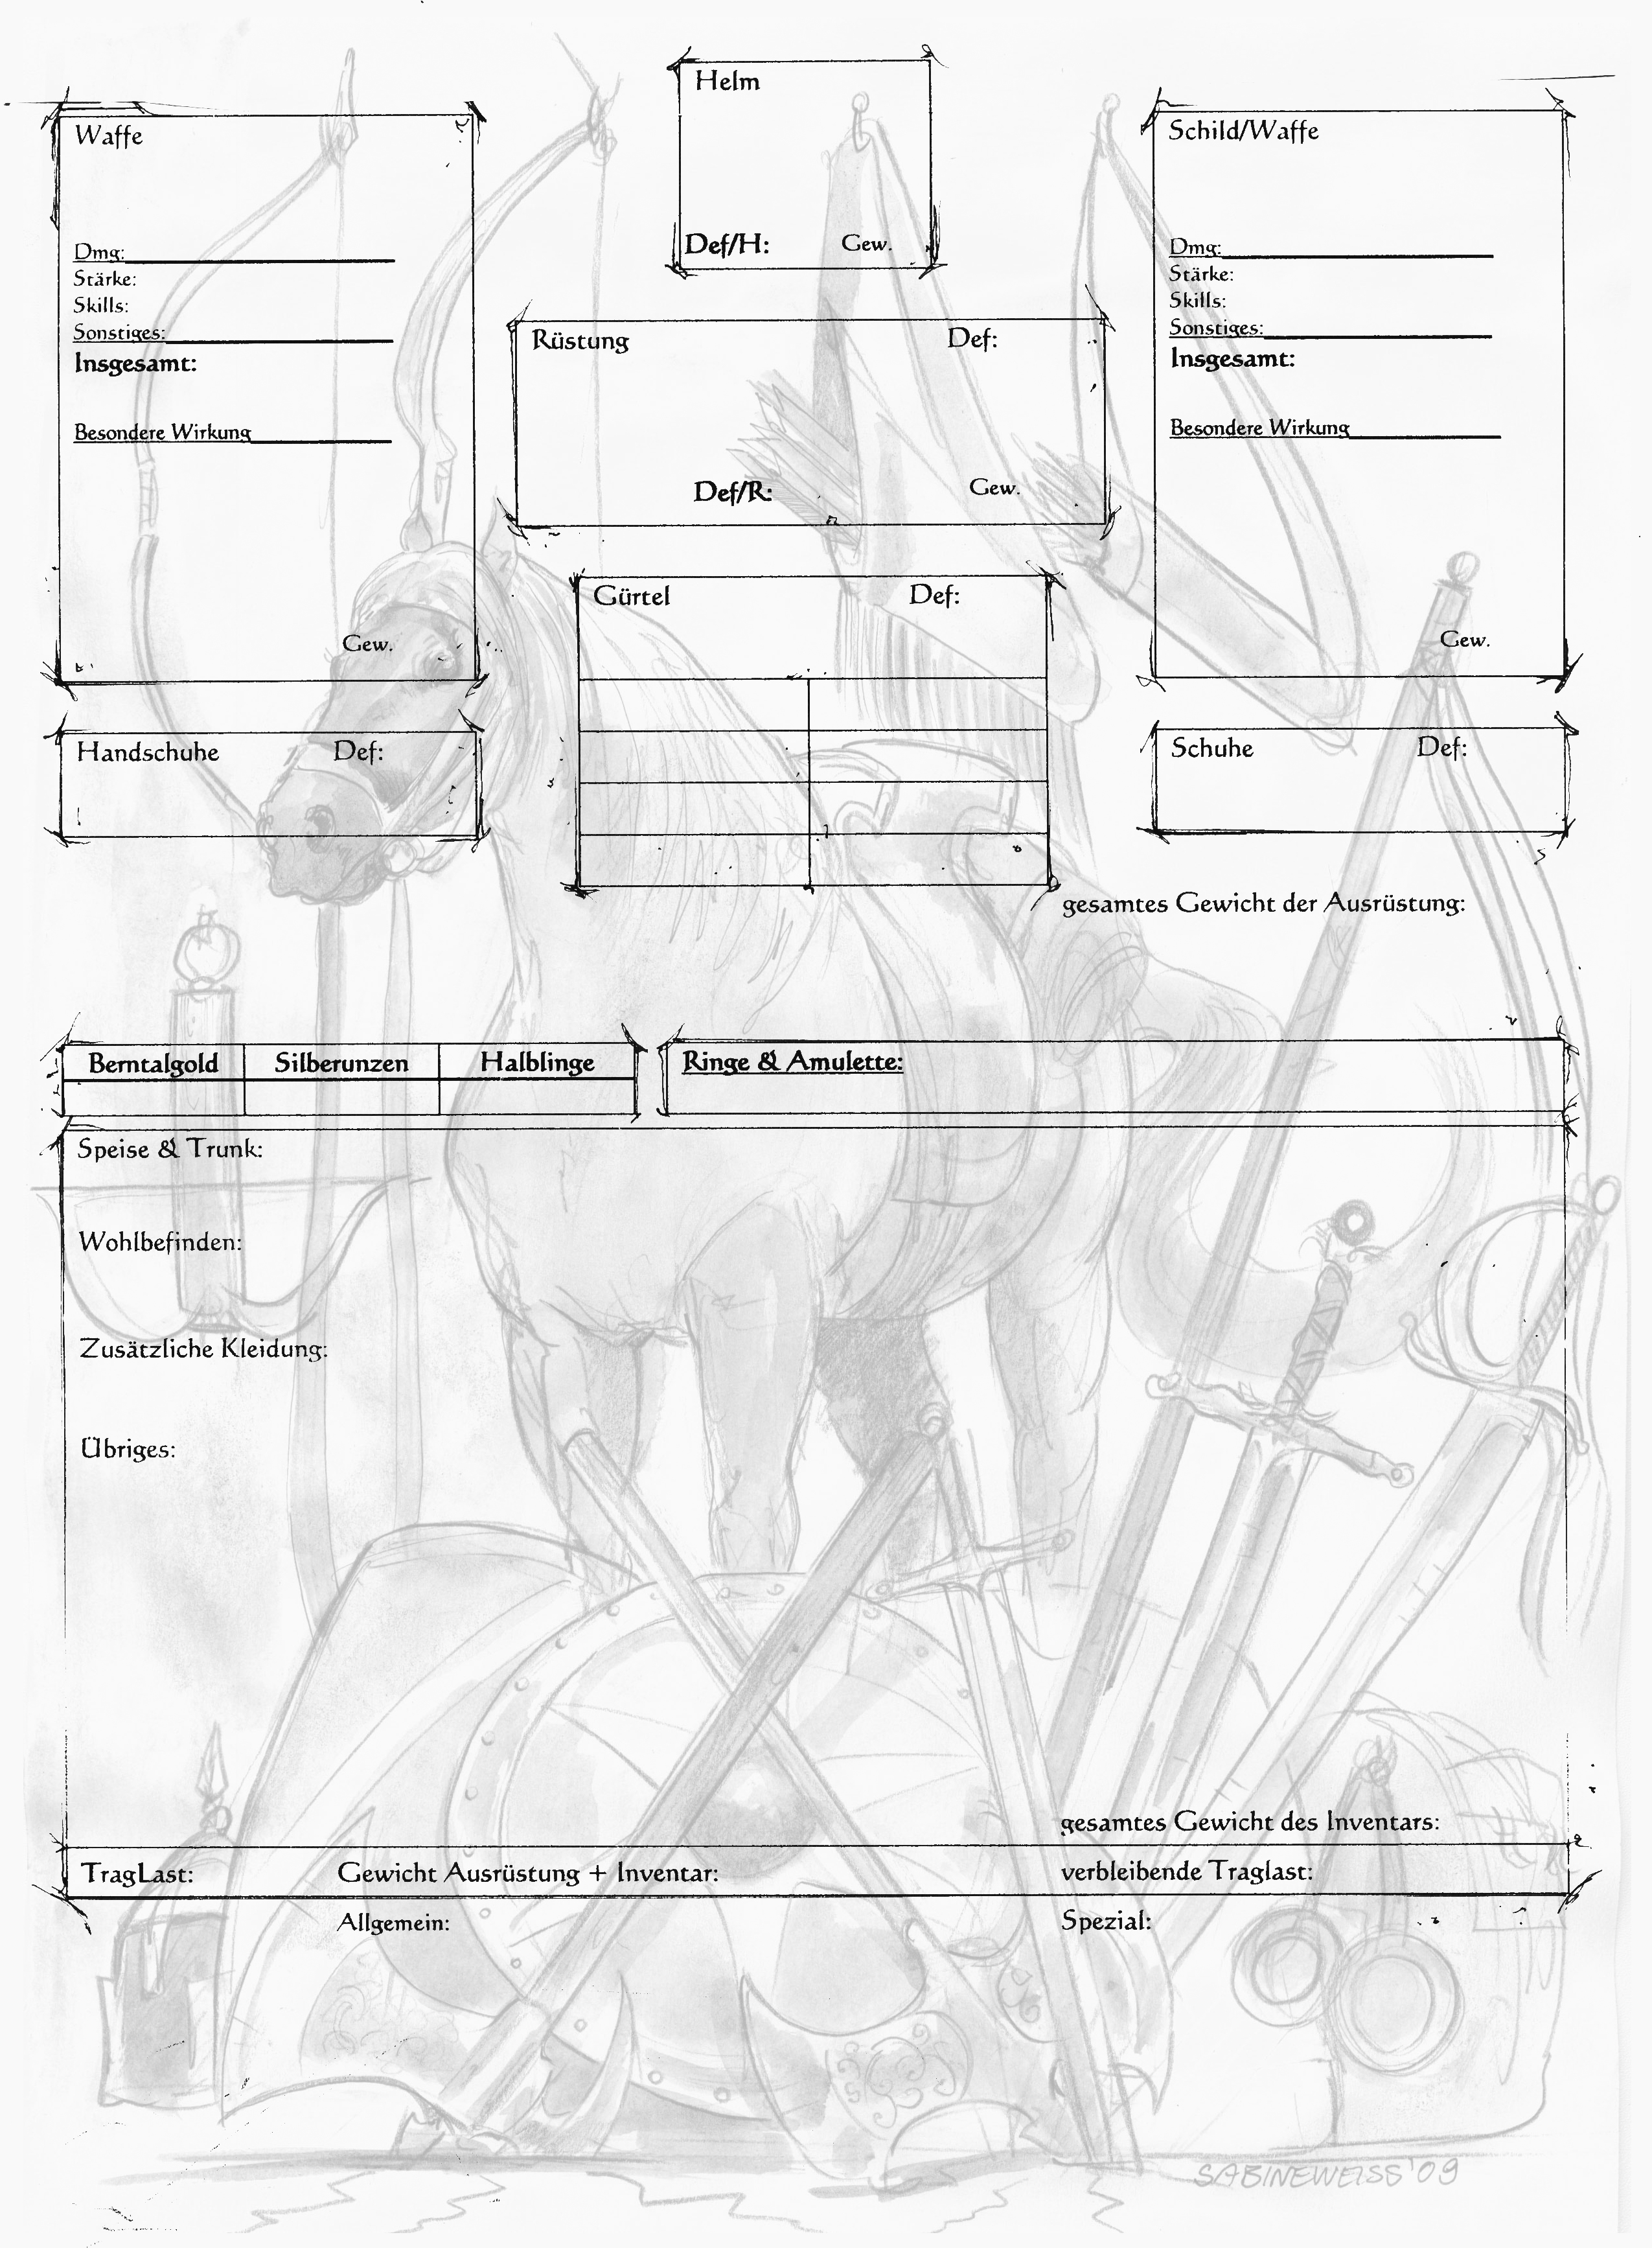 Helm
Def/H: Gew.
Waffe
Dmg:
Stärke:
Skills:
Sonstiges:
Insgesamt:
Besondere Wirkung
Gew.
Schild/Waffe
Dmg:
Stärke:
Skills:
Sonstiges:
Insgesamt:
Besondere Wirkung
Gew.
Rüstung Def:
Def/R: Gew.
Gürtel Def:
Handschuhe Def:
Schuhe Def:
gesamtes Gewicht der Ausrüstung:
Berntalgold Silberunzen Halblinge
Ringe & Amulette:
Speise & Trunk:
Wohlbefinden:
Zusätzliche Kleidung:
Übriges:
gesamtes Gewicht des Inventars:
TragLast: Gewicht Ausrüstung + Inventar: verbleibende Traglast:
Allgemein: Spezial:
SABINEWEISS'09